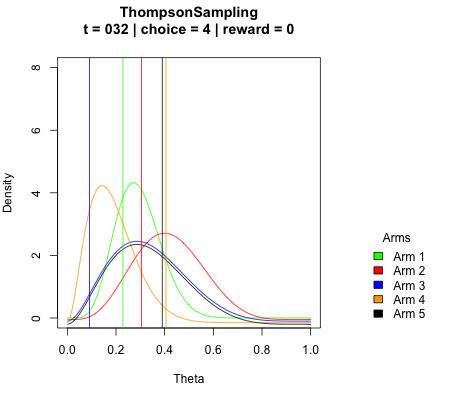 ThompsonSampling
t = 032 | choice = 4 | reward = 0
8
6
4
2
0
Density
0.0 0.2 0.4 0.6 0.8 1.0
Theta
Arms
Arm 1
Arm 2
Arm 3
Arm 4
Arm 5